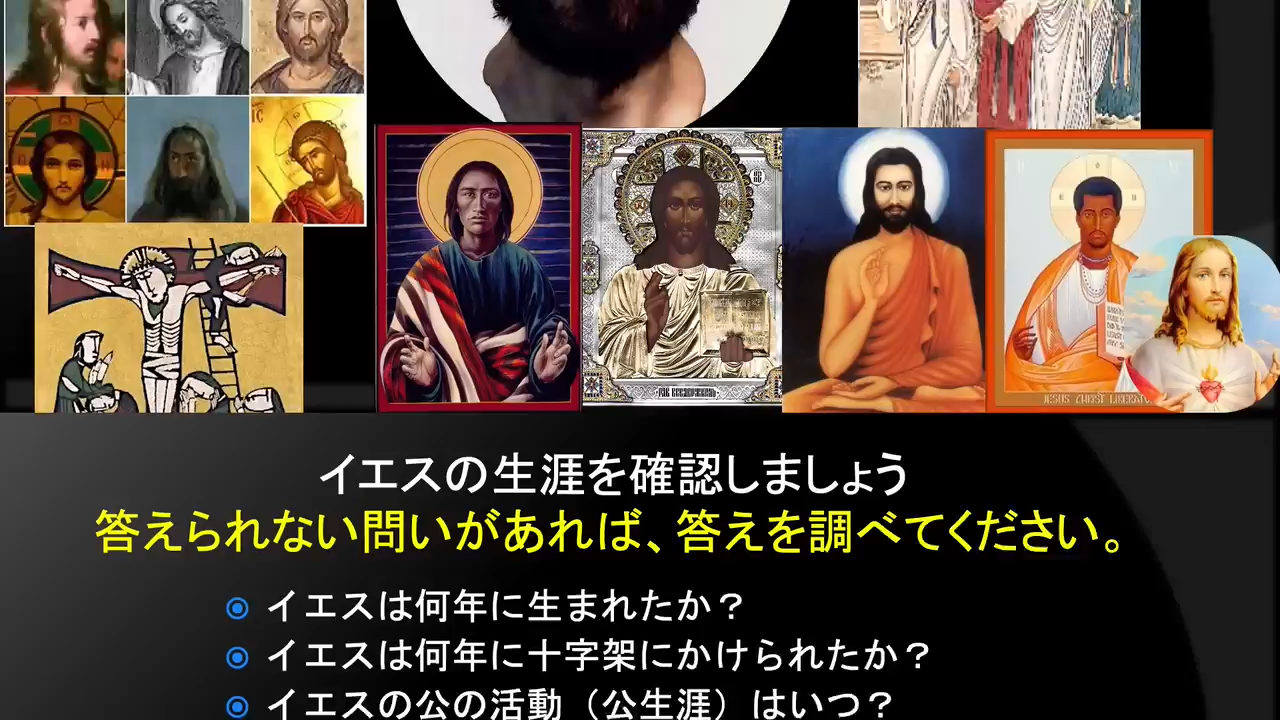 JESUS CHRIST LIBERATO
イエスの生涯を確認しましょう
答えられない問いがあれば、答えを調べてください。
イエスは何年に生まれたか？
イエスは何年に十字架にかけられたか？
イエスの公の活動（公生涯）はいつ？